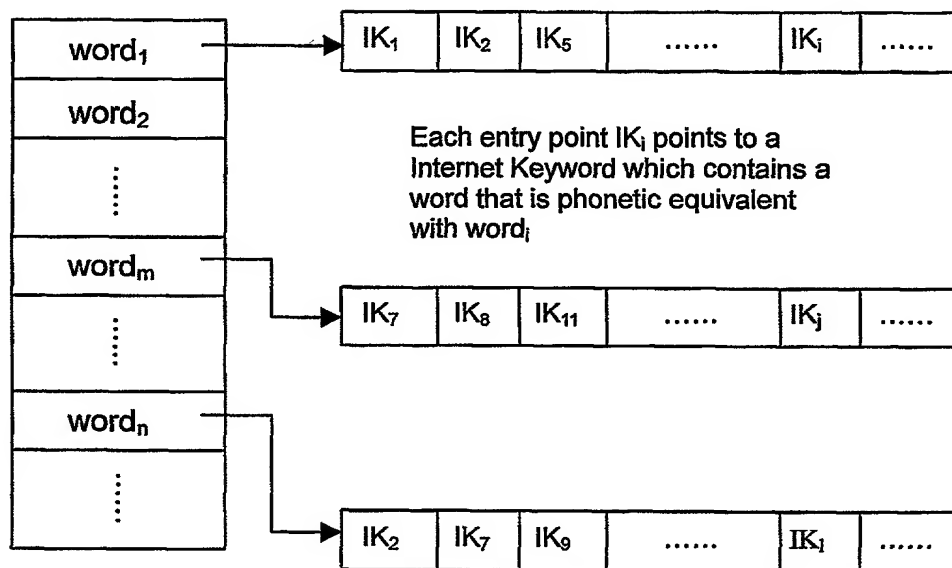 word₁ IK₁ IK₂ IK₅ ...... IKᵢ ......
word₂
Each entry point IKᵢ points to a
Internet Keyword which contains a
word that is phonetic equivalent
with wordᵢ
......
wordₘ IK₇ IK₈ IK₁₁ ...... IKⱼ ......
......
wordₙ
......
IK₂ IK₇ IK₉ ...... IKₗ ......